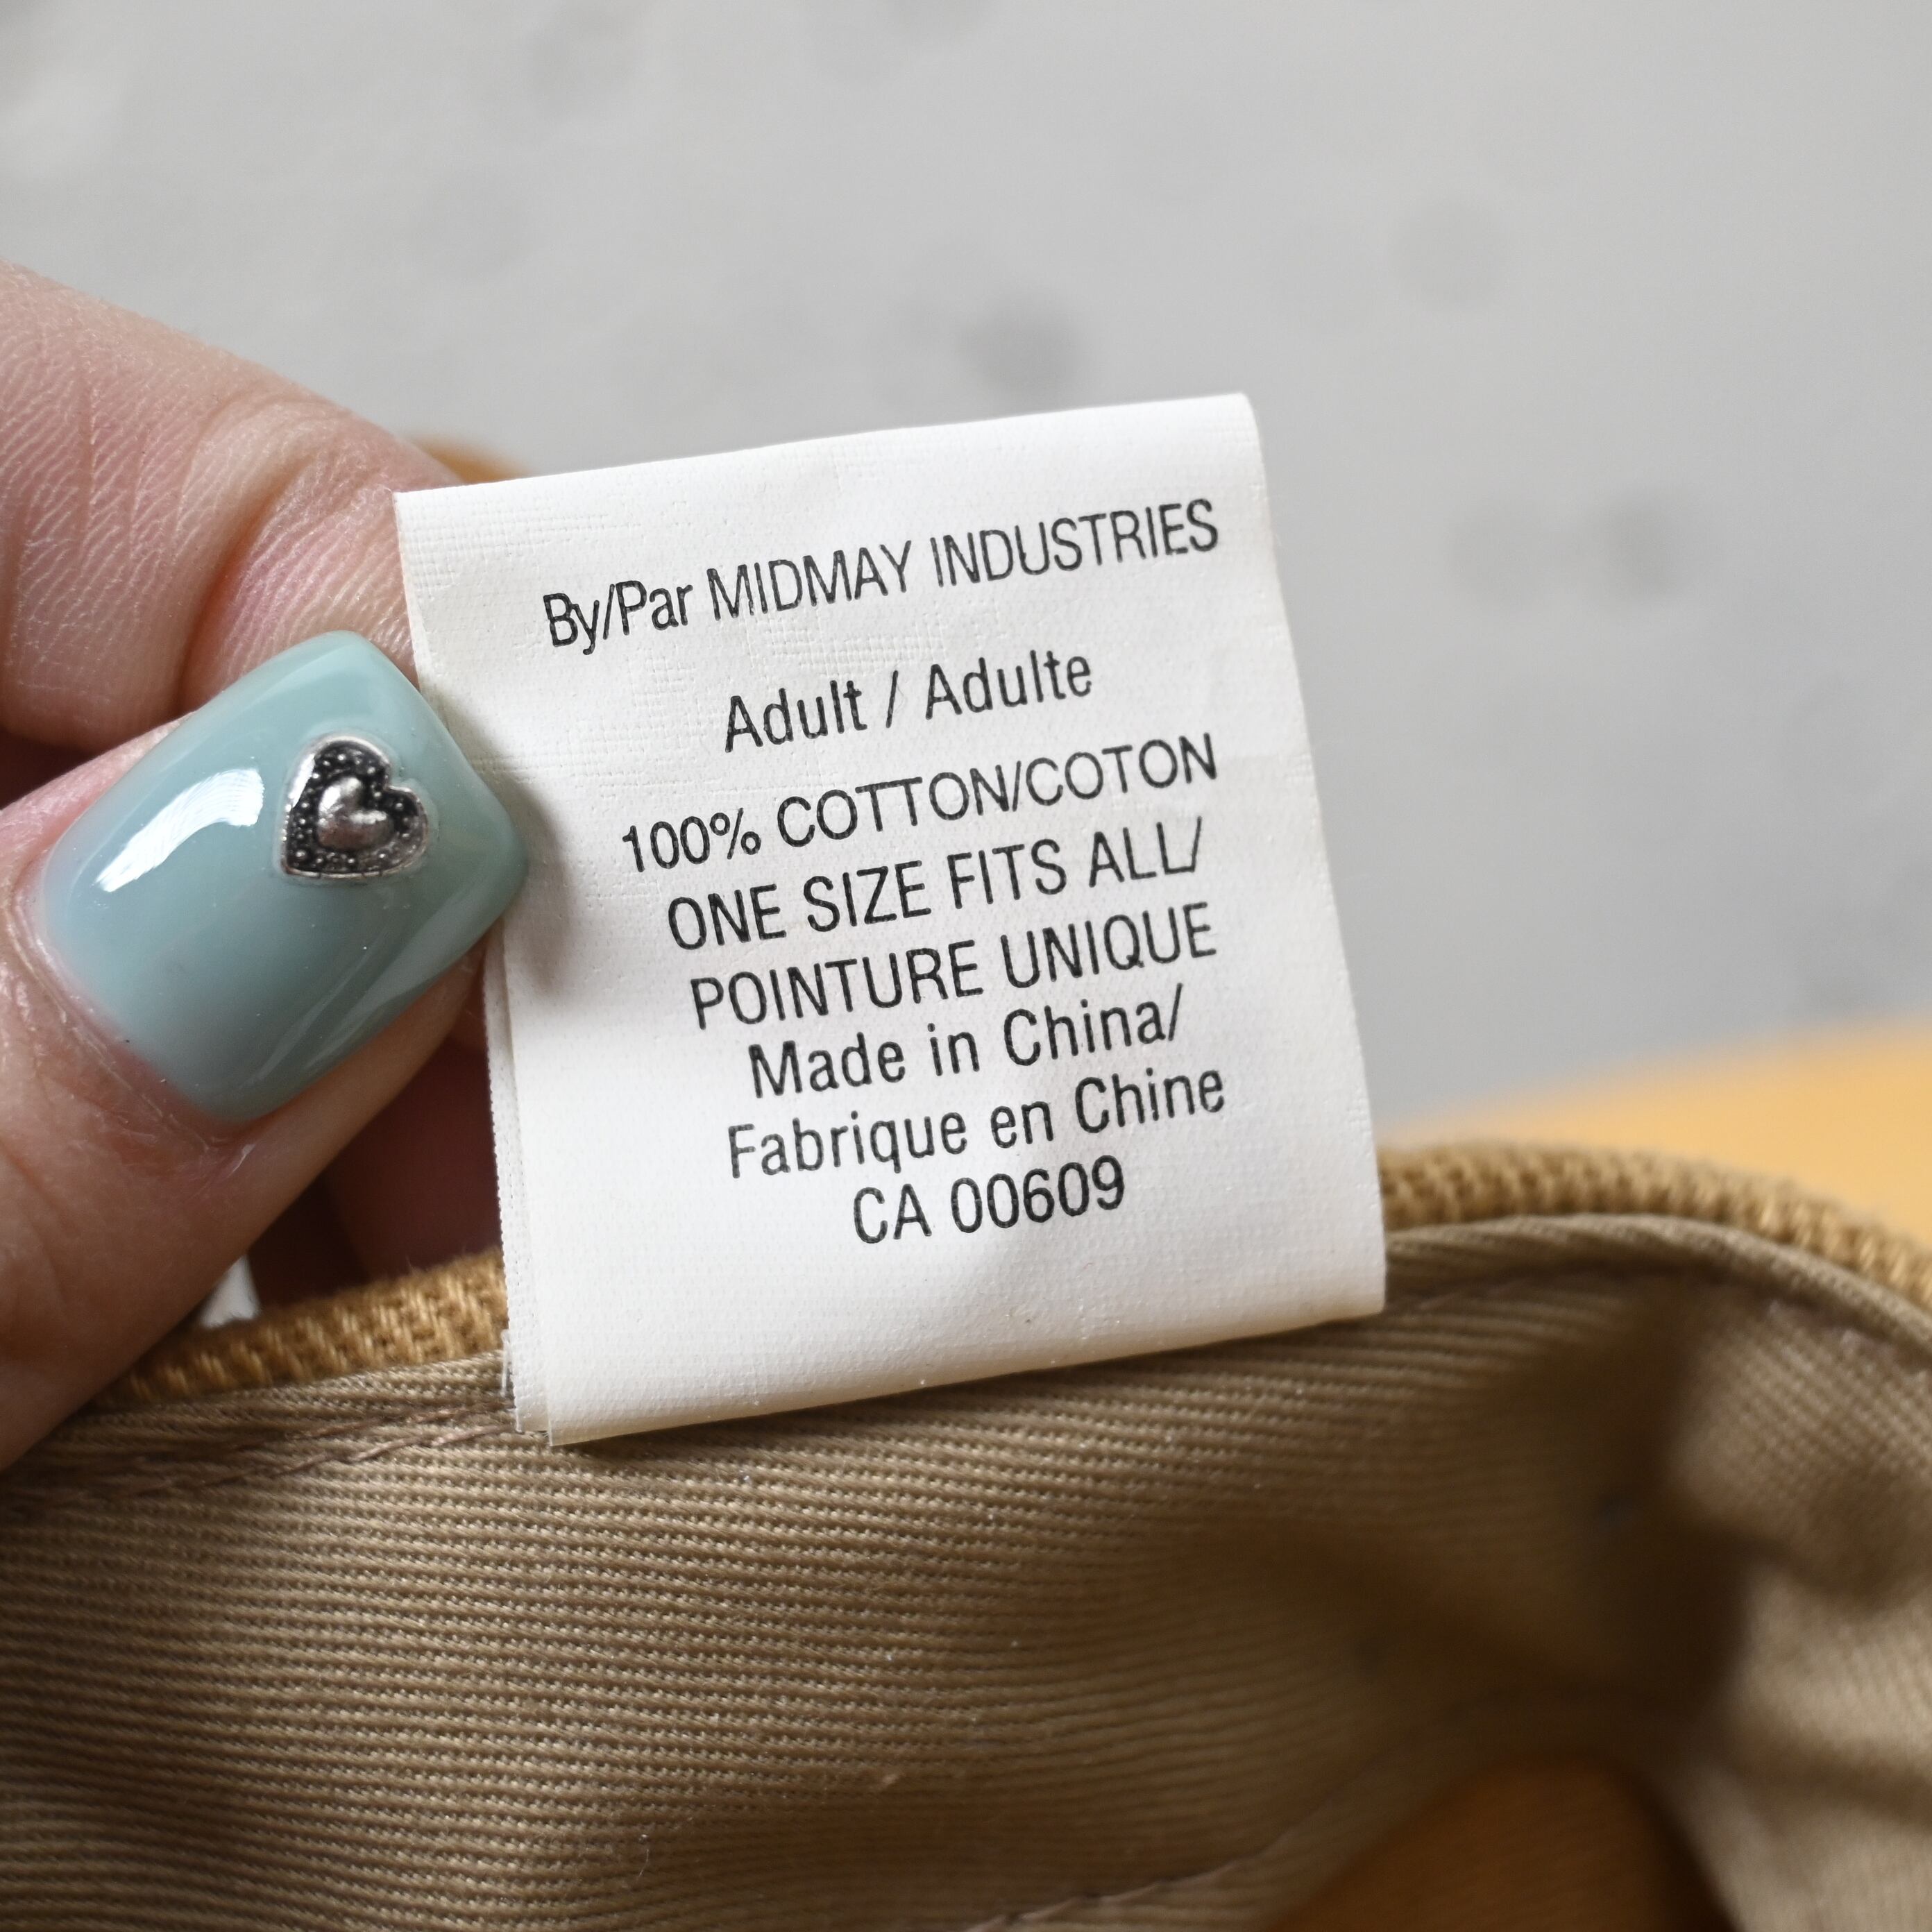 By/Par MIDMAY INDUSTRIES
Adult / Adulte
100% COTTON/COTON
ONE SIZE FITS ALL/
POINTURE UNIQUE
Made in China/
Fabrique en Chine
CA 00609